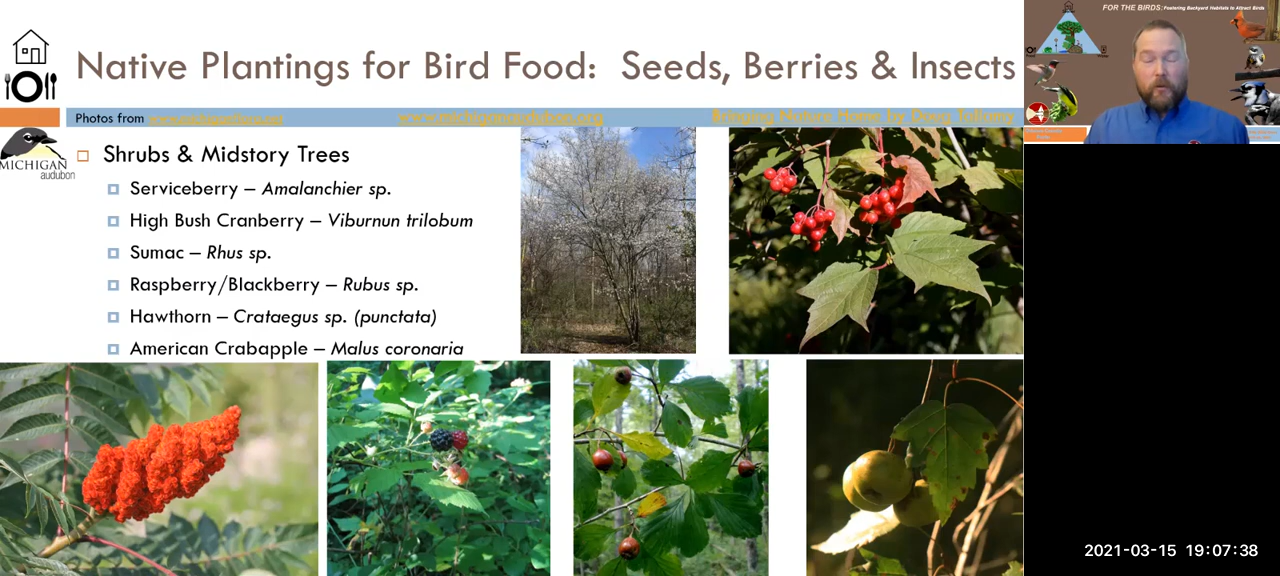 Native Plantings for Bird Food: Seeds, Berries & Insects
Photos from
www.michiganaudubon.org
Bringing Nature Home by Doug Tallamy
MICHIGAN
audubon
Shrubs & Midstory Trees
Serviceberry – Amalanchier sp.
High Bush Cranberry – Viburnun trilobum
Sumac – Rhus sp.
Raspberry/Blackberry – Rubus sp.
Hawthorn – Crataegus sp. (punctata)
American Crabapple – Malus coronaria
FOR THE BIRDS: Fostering Backyard Habitats to Attract Birds
2021-03-15 19:07:38